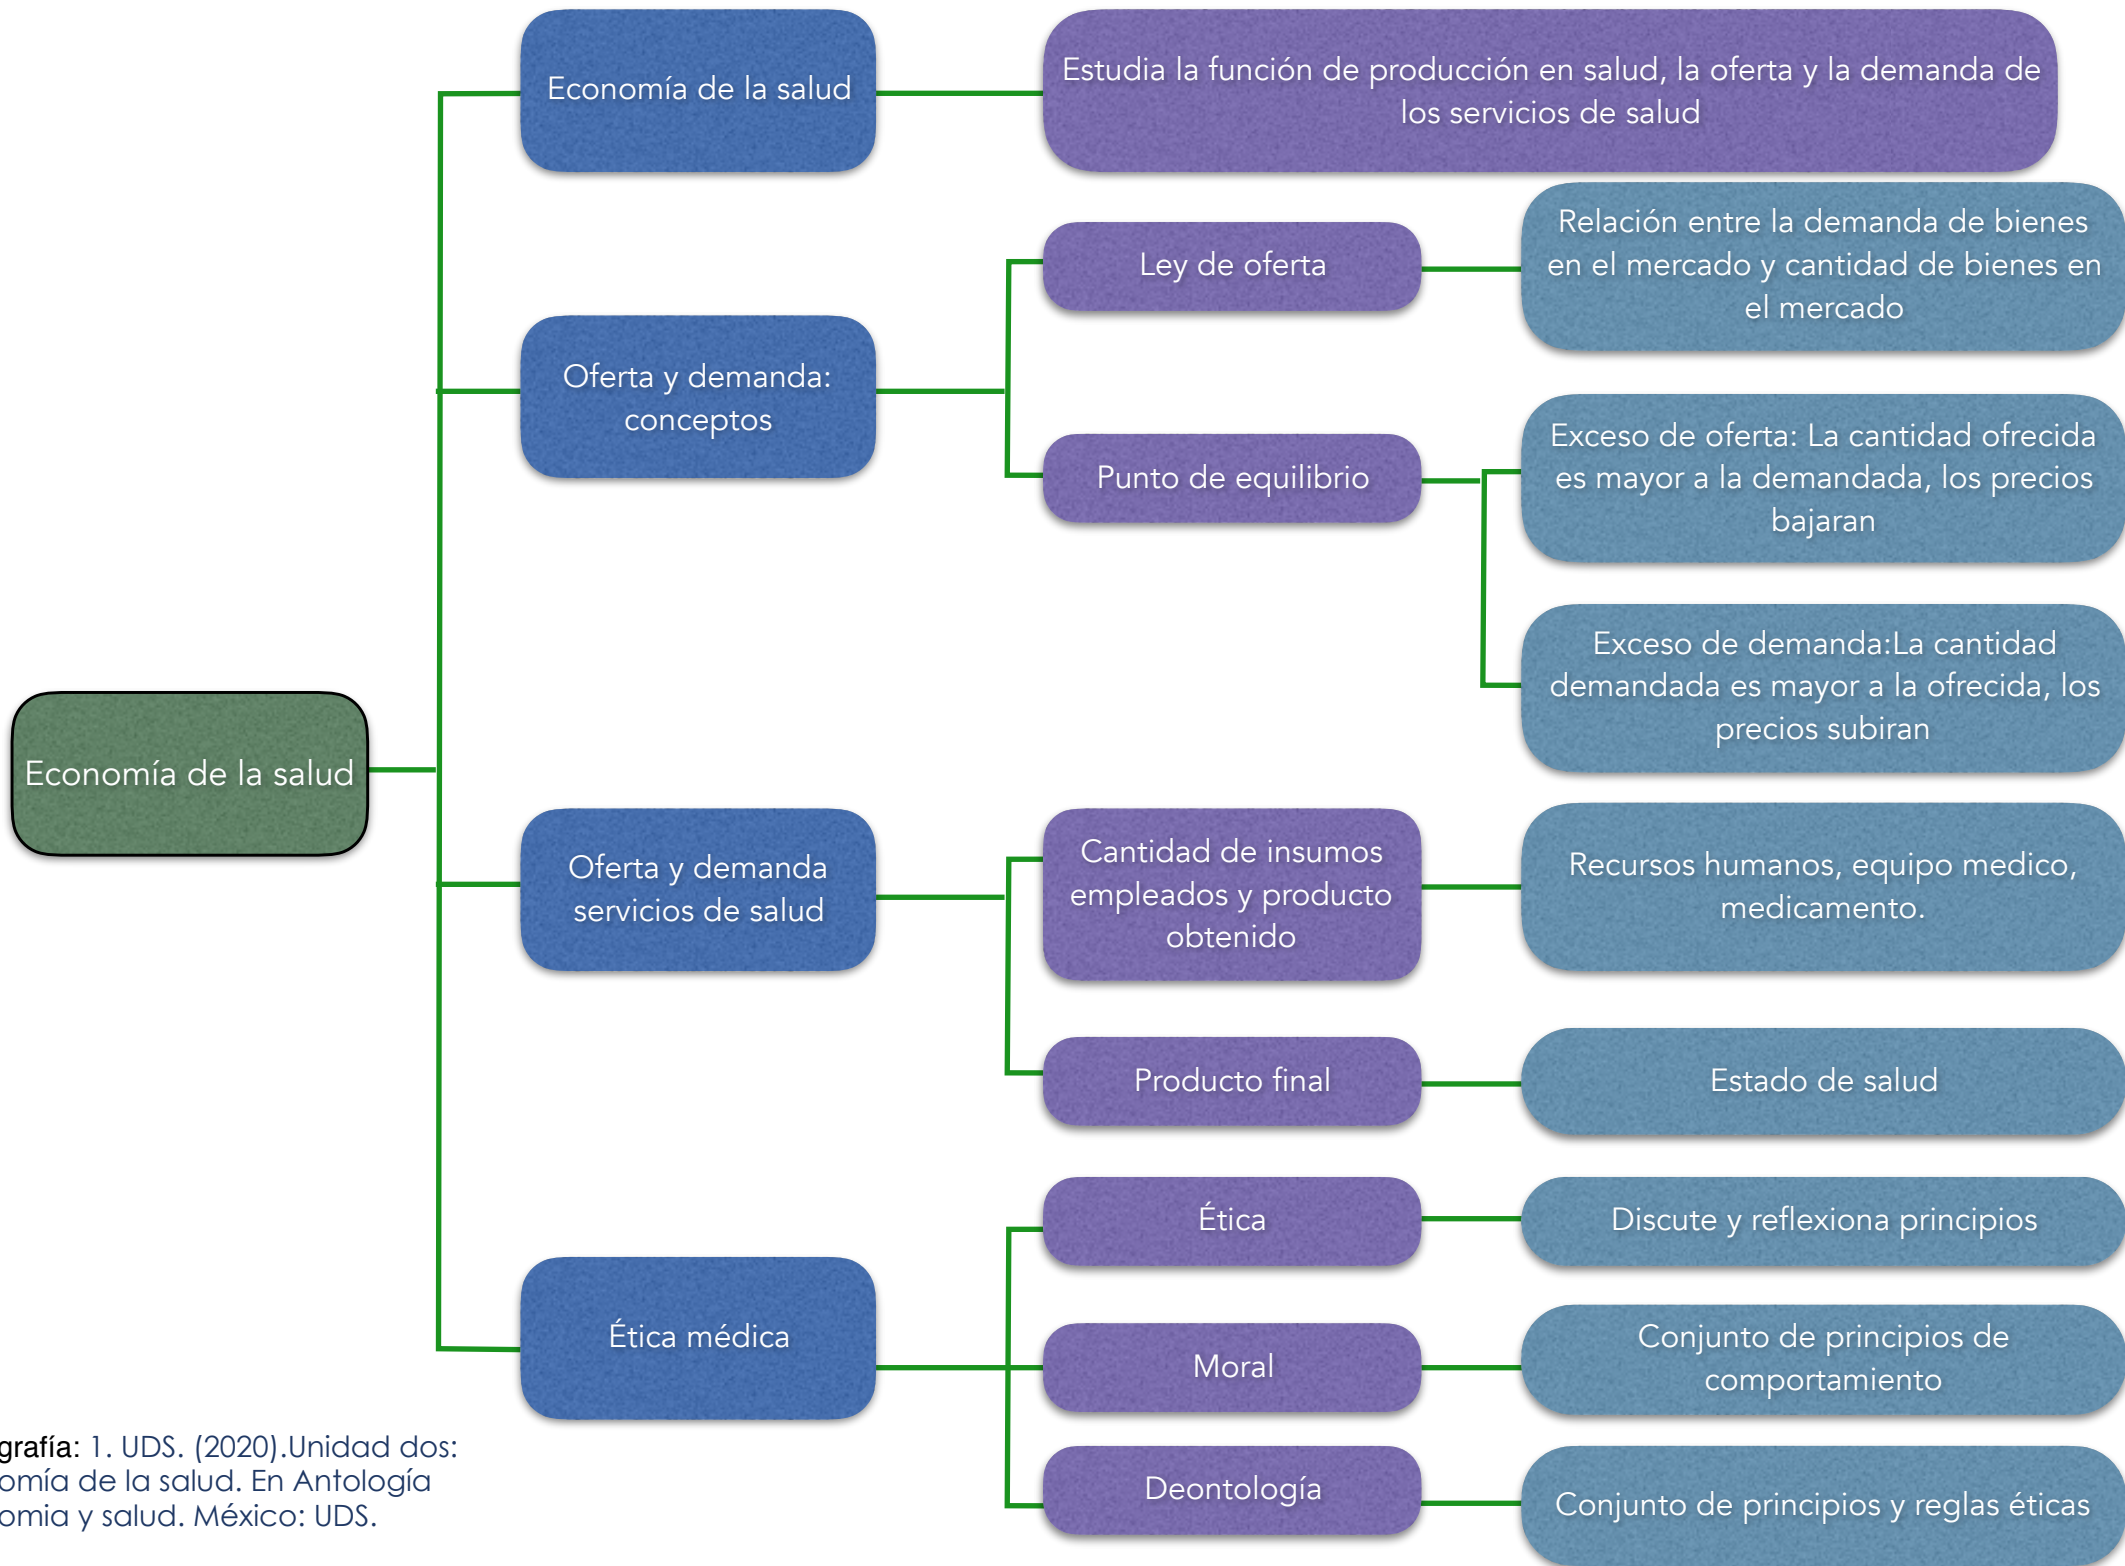 Economía de la salud
Economía de la salud
Estudia la función de producción en salud, la oferta y la demanda de
los servicios de salud
Oferta y demanda:
conceptos
Ley de oferta
Relación entre la demanda de bienes
en el mercado y cantidad de bienes en
el mercado
Punto de equilibrio
Exceso de oferta: La cantidad ofrecida
es mayor a la demandada, los precios
bajaran
Exceso de demanda:La cantidad
demandada es mayor a la ofrecida, los
precios subiran
Oferta y demanda
servicios de salud
Cantidad de insumos
empleados y producto
obtenido
Recursos humanos, equipo medico,
medicamento.
Producto final
Estado de salud
Ética médica
Ética
Discute y reflexiona principios
Moral
Conjunto de principios de
comportamiento
Deontología
Conjunto de principios y reglas éticas
grafía: 1. UDS. (2020).Unidad dos:
omía de la salud. En Antología
omia y salud. México: UDS.